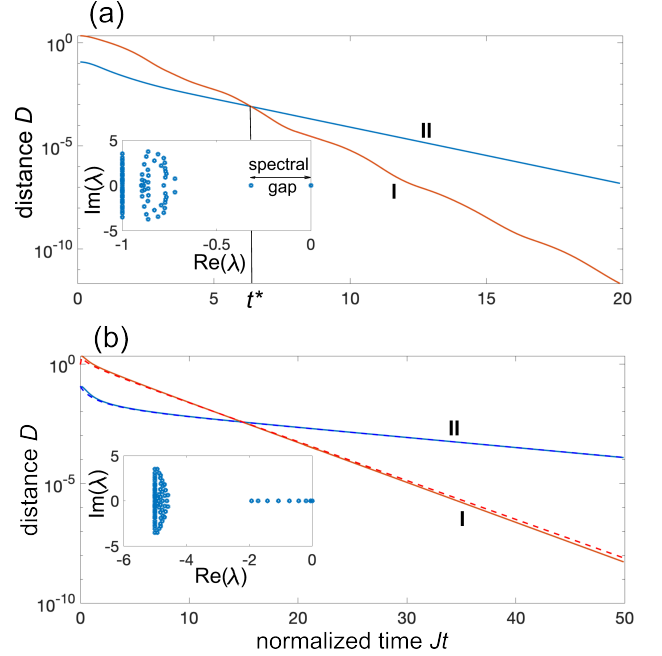 (a)
10^0
10^-5
10^-10
distance D
II
I
5
0
-5
Im(λ)
spectral
gap
-1
-0.5
0
Re(λ)
0
5
t*
10
15
20
(b)
10^0
10^-5
10^-10
distance D
II
I
5
0
-5
Im(λ)
-6
-4
-2
0
Re(λ)
0
10
20
30
40
50
normalized time Jt